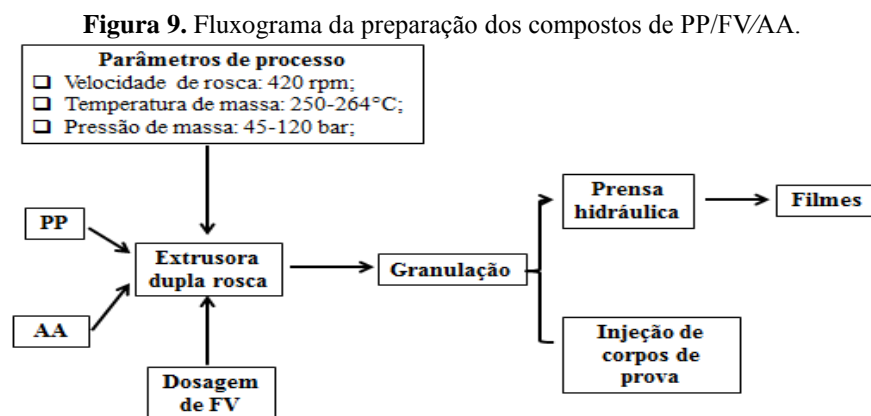 Figura 9. Fluxograma da preparação dos compostos de PP/FV/AA.
Parâmetros de processo
❑ Velocidade de rosca: 420 rpm;
❑ Temperatura de massa: 250-264°C;
❑ Pressão de massa: 45-120 bar;
PP
AA
Extrusora
dupla rosca
Dosagem
de FV
Granulação
Prensa
hidráulica
Filmes
Injeção de
corpos de
prova